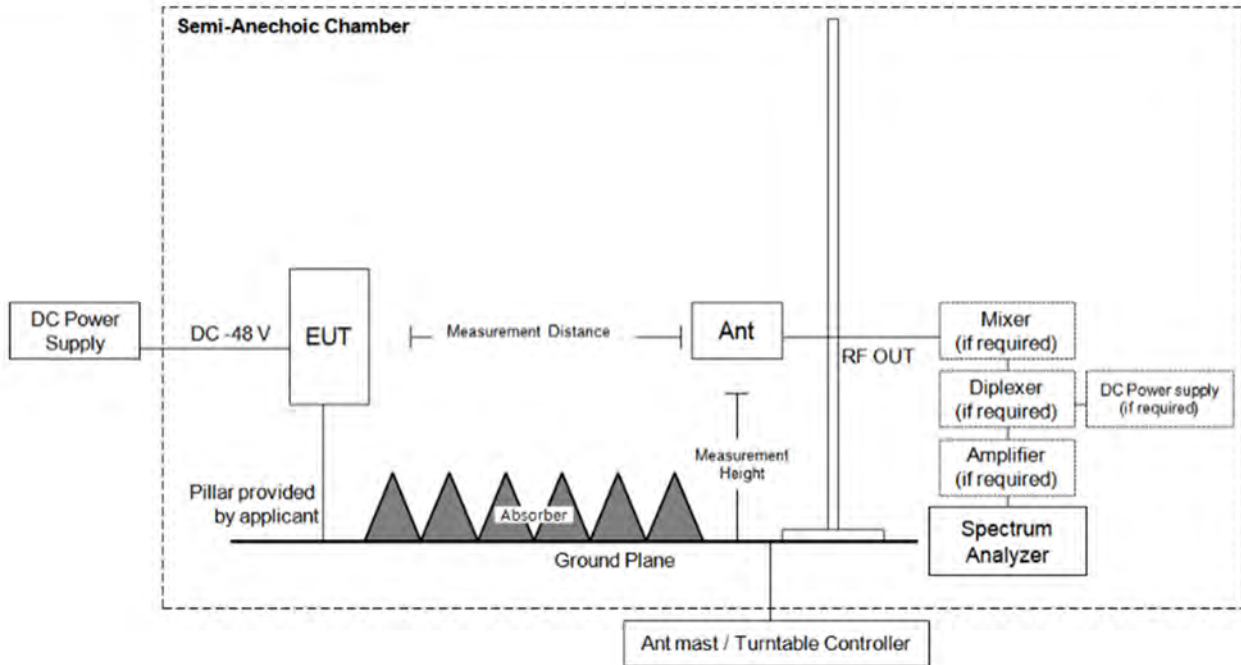 Semi-Anechoic Chamber
DC Power
Supply
DC -48 V
EUT
Measurement Distance
Ant
RF OUT
Mixer
(if required)
Diplexer
(if required)
DC Power supply
(if required)
Amplifier
(if required)
Spectrum
Analyzer
Measurement
Height
Pillar provided
by applicant
Absorber
Ground Plane
Ant mast / Turntable Controller